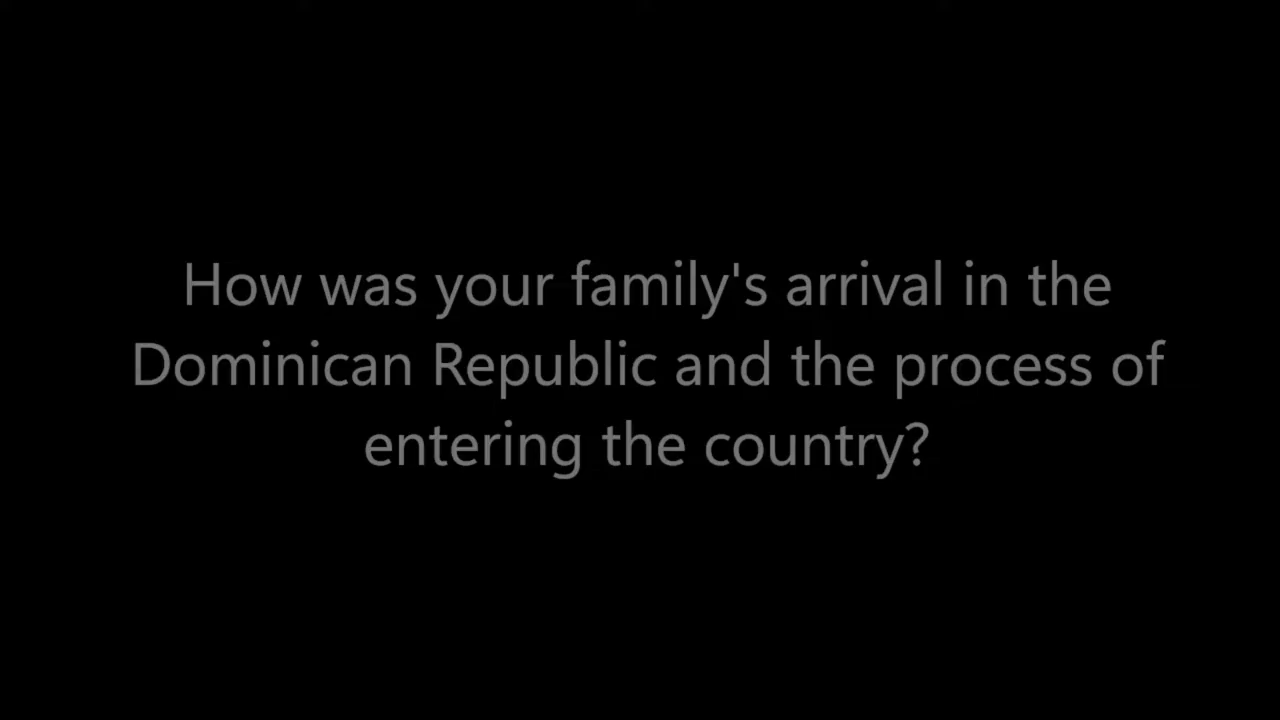 How was your family's arrival in the
Dominican Republic and the process of
entering the country?